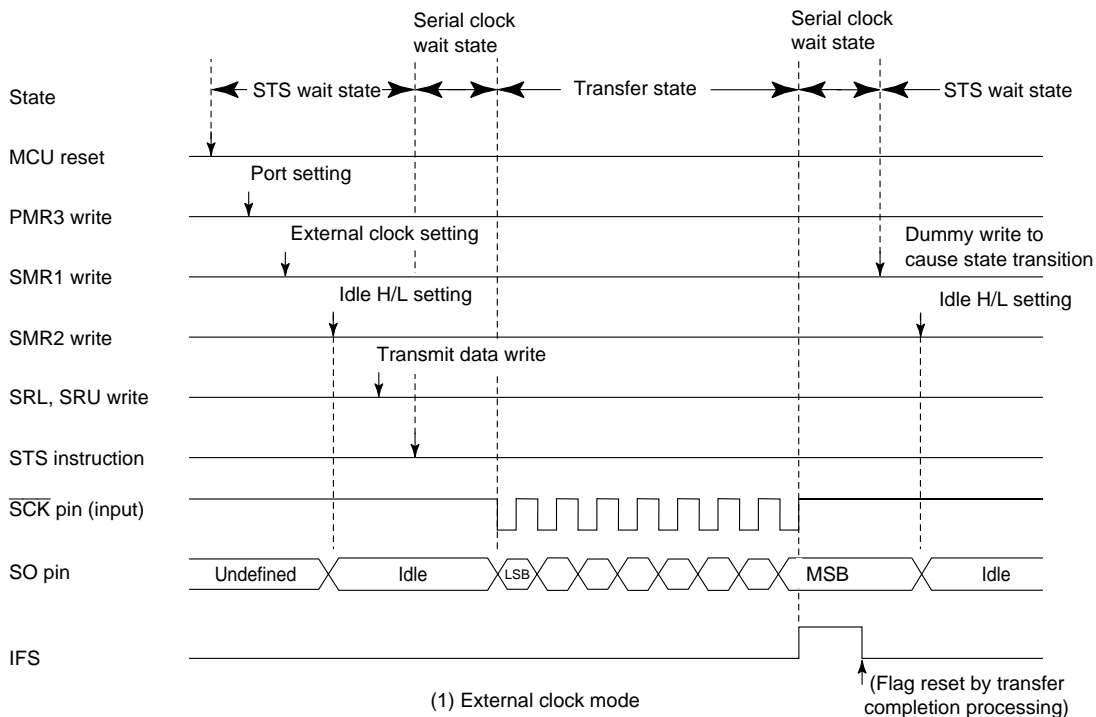 Serial clock
wait state
Serial clock
wait state
State
STS wait state
Transfer state
STS wait state
MCU reset
Port setting
PMR3 write
External clock setting
Dummy write to
cause state transition
SMR1 write
Idle H/L setting
Idle H/L setting
SMR2 write
Transmit data write
SRL, SRU write
STS instruction
SCK pin (input)
SO pin
Undefined
Idle
LSB
MSB
Idle
IFS
(Flag reset by transfer
completion processing)
(1) External clock mode